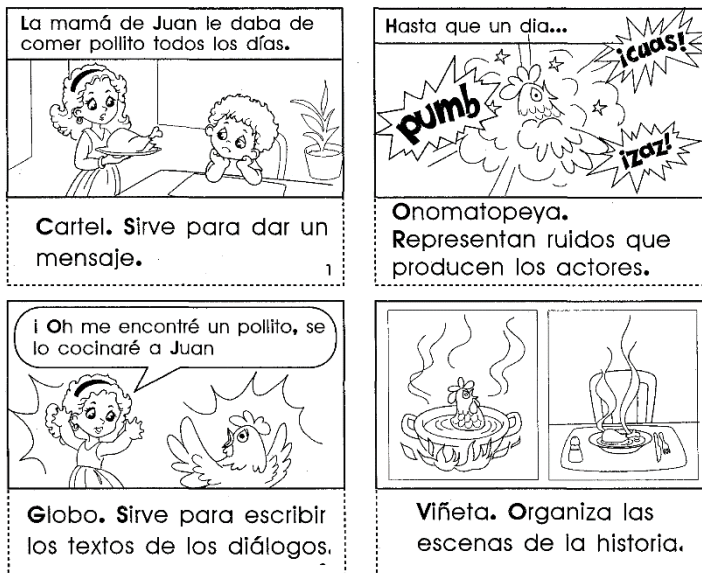 La mamá de Juan le daba de
comer pollito todos los días.
Cartel. Sirve para dar un
mensaje.
1
Hasta que un dia...
¡cuas!
pumb
¡zaz!
Onomatopeya.
Representan ruidos que
producen los actores.
¡ Oh me encontré un pollito, se
lo cocinaré a Juan
Globo. Sirve para escribir
los textos de los diálogos.
Viñeta. Organiza las
escenas de la historia.